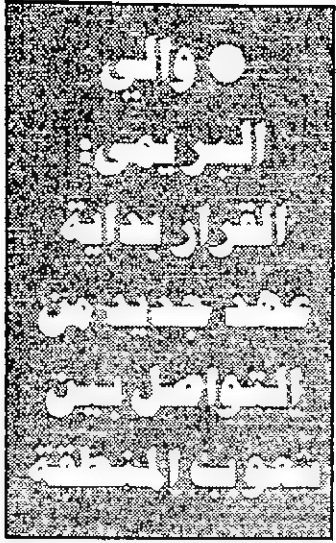 ● والي
البريمي:
القرار بداية
عهد جديد من
التواصل بين
شعوب المنطقة